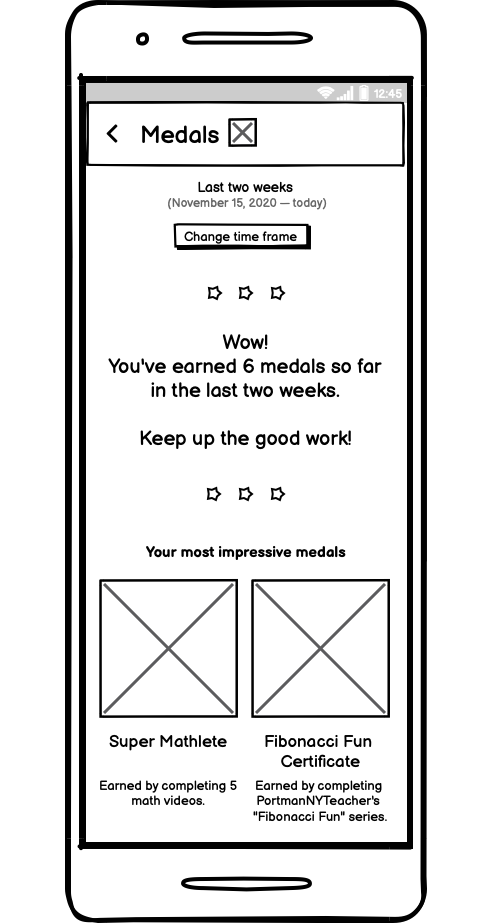 12:45
Medals
Last two weeks
(November 15, 2020 — today)
Change time frame
Wow!
You've earned 6 medals so far
in the last two weeks.
Keep up the good work!
Your most impressive medals
Super Mathlete
Earned by completing 5
math videos.
Fibonacci Fun
Certificate
Earned by completing
PortmanNYTeacher's
"Fibonacci Fun" series.